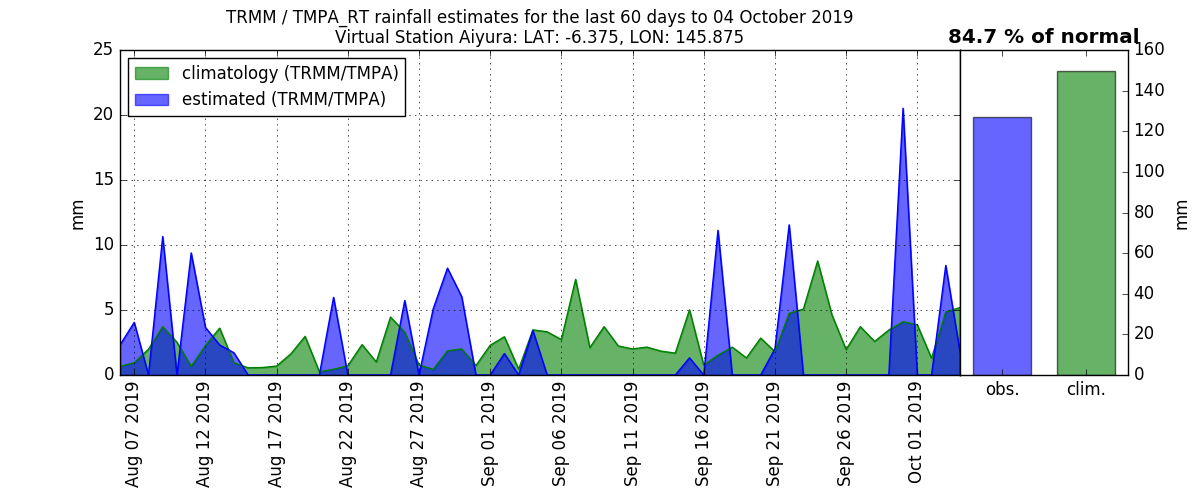 TRMM / TMPA_RT rainfall estimates for the last 60 days to 04 October 2019
Virtual Station Aiyura: LAT: -6.375, LON: 145.875
84.7 % of normal
climatology (TRMM/TMPA)
estimated (TRMM/TMPA)
25
20
15
10
5
0
mm
160
140
120
100
80
60
40
20
0
mm
obs.
clim.
Aug 07 2019
Aug 12 2019
Aug 17 2019
Aug 22 2019
Aug 27 2019
Sep 01 2019
Sep 06 2019
Sep 11 2019
Sep 16 2019
Sep 21 2019
Sep 26 2019
Oct 01 2019